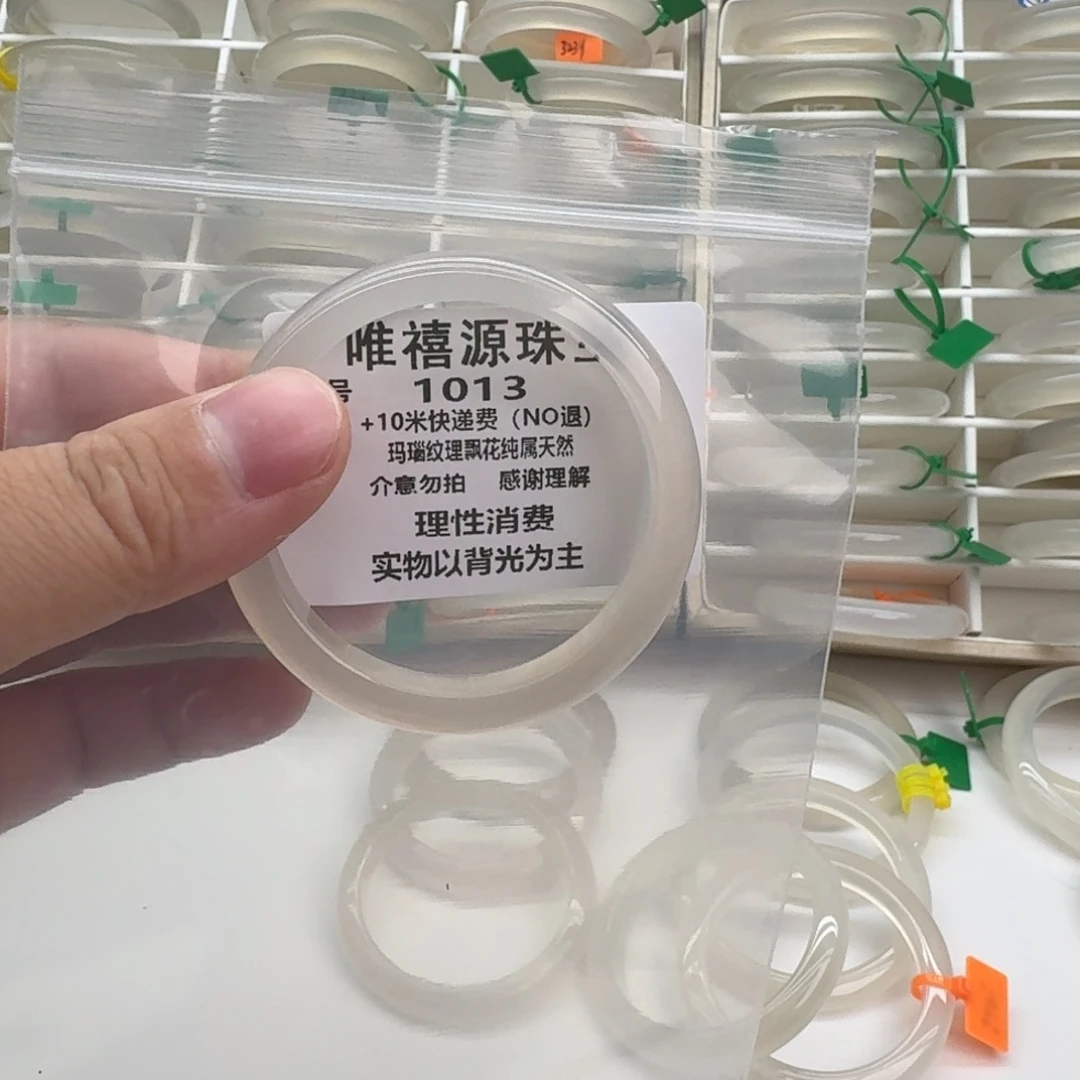 3231
唯禧源珠
号 1013
+10米快递费（NO退）
玛瑙纹理飘花纯属天然
介意勿拍 感谢理解
理性消费
实物以背光为主